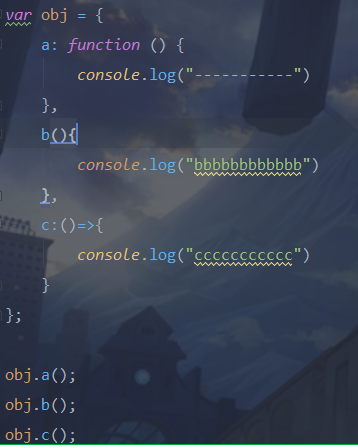 var obj = {
a: function () {
console.log("-----------")
},
b(){
console.log("bbbbbbbbbbbb")
},
c:()=>{
console.log("ccccccccccc")
}
};
obj.a();
obj.b();
obj.c();